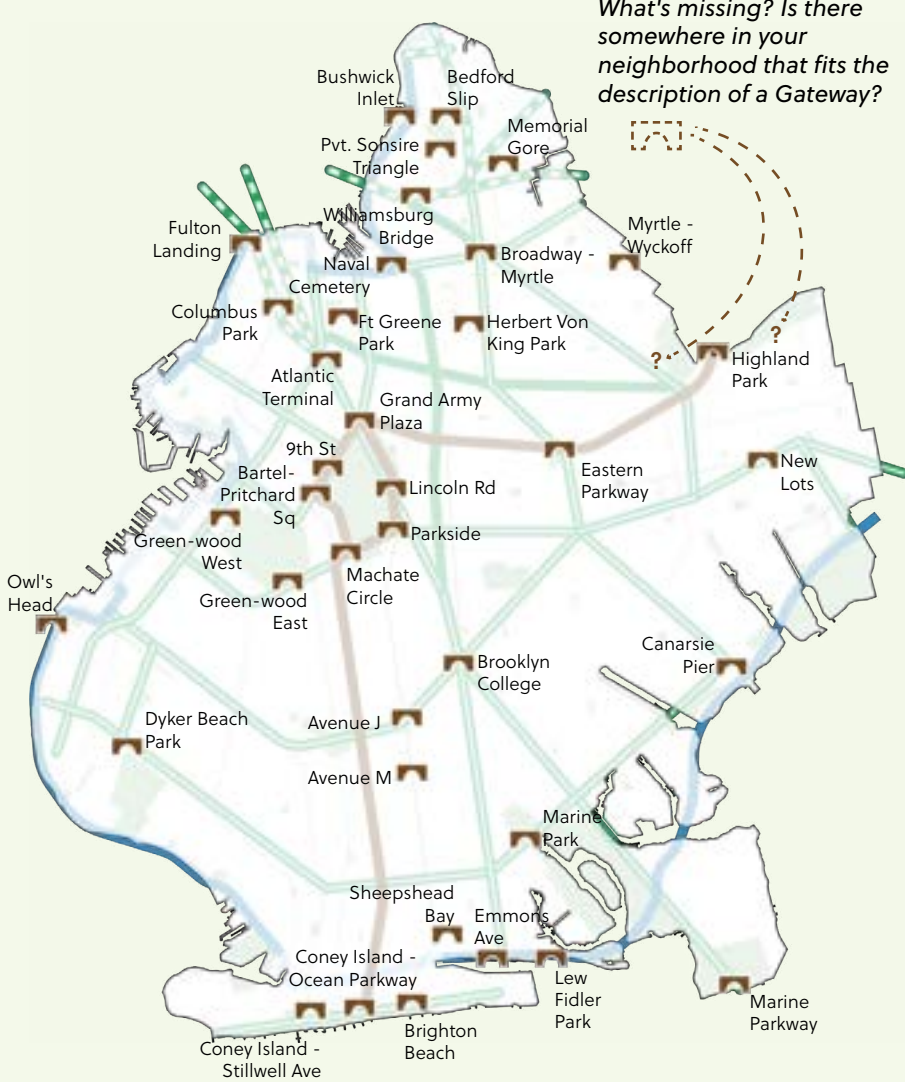 What's missing? Is there
somewhere in your
neighborhood that fits the
description of a Gateway?
Bushwick
Inlet
Bedford
Slip
Pvt. Sohsire
Triangle
Memorial
Gore
Williamsburg
Bridge
Fulton
Landing
Naval
Cemetery
Broadway -
Myrtle
Myrtle -
Wyckoff
Columbus
Park
Ft Greene
Park
Herbert Von
King Park
?
?
Highland
Park
Atlantic
Terminal
Grand Army
Plaza
9th St
Bartel-
Pritchard
Sq
Lincoln Rd
Eastern
Parkway
New
Lots
Green-wood
West
Parkside
Owl's
Head
Green-wood
East
Machate
Circle
Brooklyn
College
Canarsie
Pier
Dyker Beach
Park
Avenue J
Avenue M
Marine
Park
Sheepshead
Bay
Emmons
Ave
Coney Island -
Ocean Parkway
Lew
Fidler
Park
Marine
Parkway
Brighton
Beach
Coney Island -
Stillwell Ave